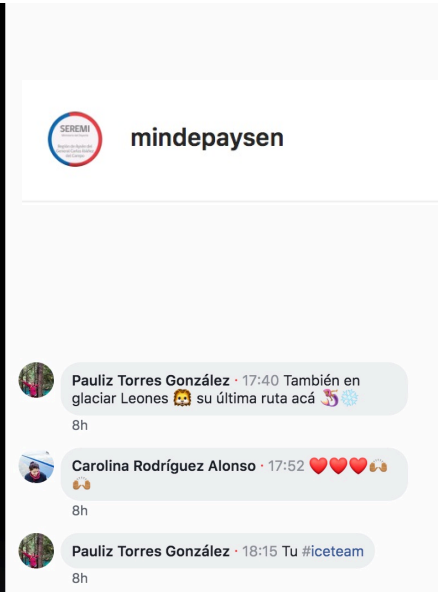 SEREMI
mindepaysen
Pauliz Torres González · 17:40 También en
glaciar Leones 🦁 su última ruta acá 🐉❄️
8h
Carolina Rodríguez Alonso · 17:52 ❤️❤️❤️🙌🏽
🙌🏽
8h
Pauliz Torres González · 18:15 Tu #iceteam
8h